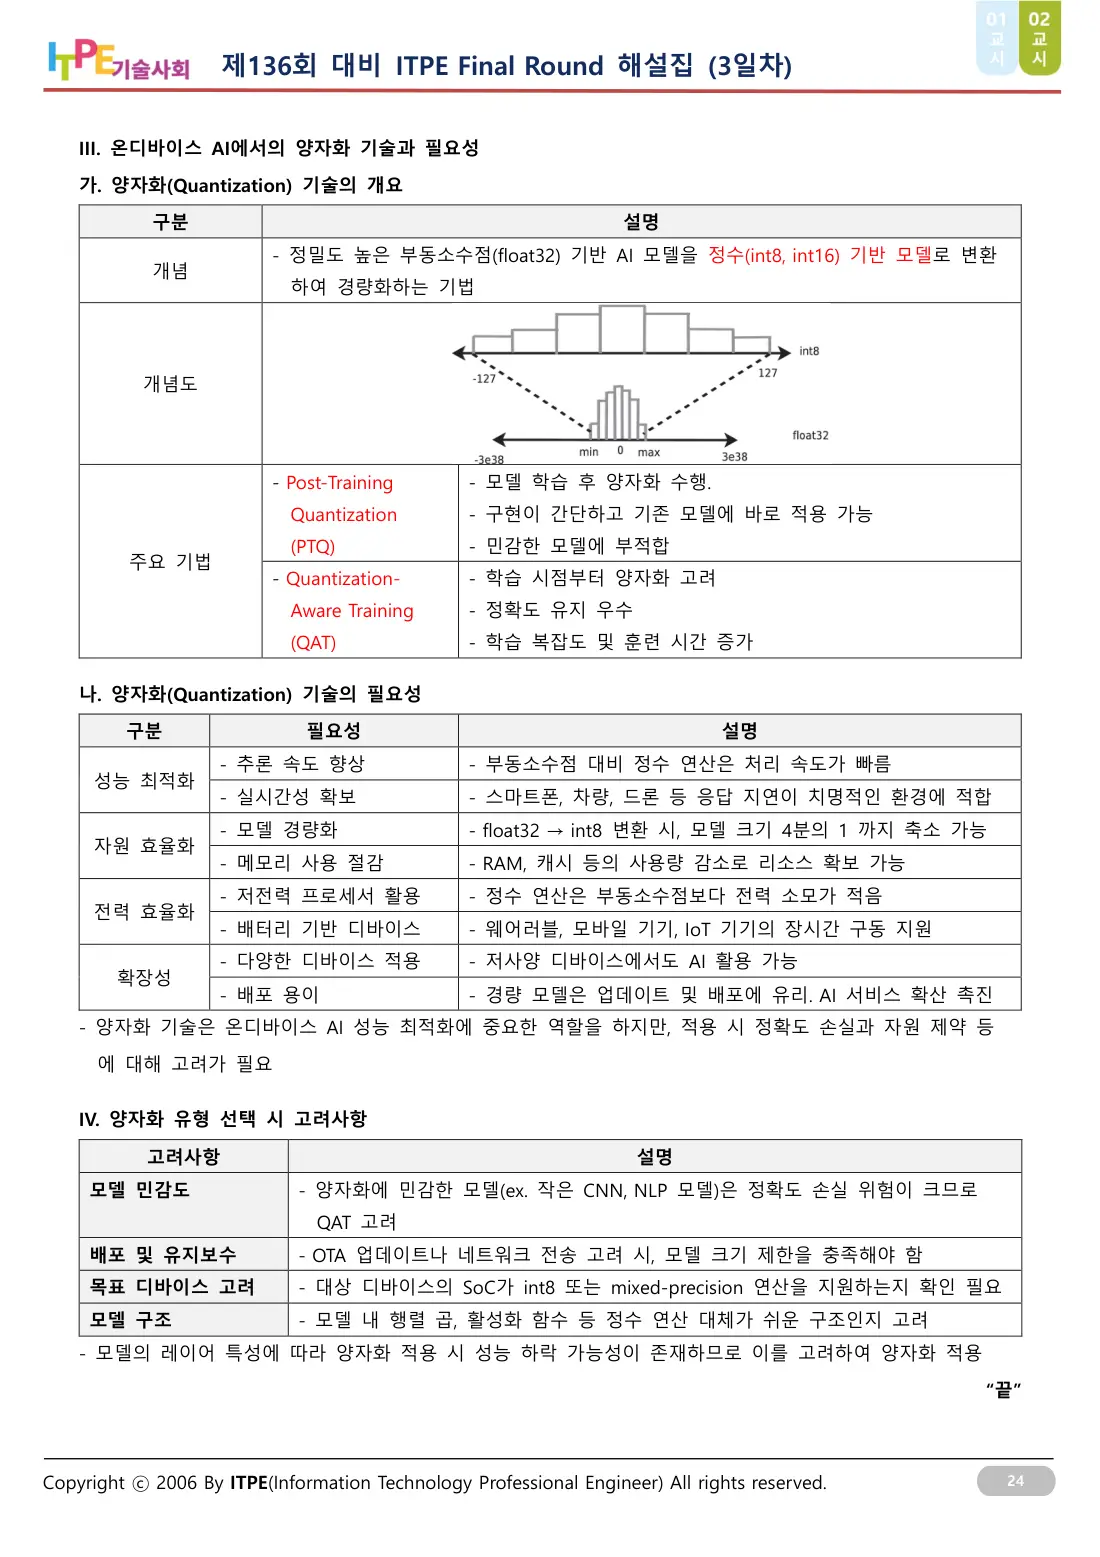 01
교
시
02
교
시
ITPE기술사회 제136회 대비 ITPE Final Round 해설집 (3일차)
III. 온디바이스 AI에서의 양자화 기술과 필요성
가. 양자화(Quantization) 기술의 개요
구분 설명
개념
- 정밀도 높은 부동소수점(float32) 기반 AI 모델을 정수(int8, int16) 기반 모델로 변환
하여 경량화하는 기법
개념도
int8
-127 127
float32
min 0 max
-3e38 3e38
주요 기법
- Post-Training
Quantization
(PTQ)
- 모델 학습 후 양자화 수행.
- 구현이 간단하고 기존 모델에 바로 적용 가능
- 민감한 모델에 부적합
- Quantization-
Aware Training
(QAT)
- 학습 시점부터 양자화 고려
- 정확도 유지 우수
- 학습 복잡도 및 훈련 시간 증가
나. 양자화(Quantization) 기술의 필요성
구분 필요성 설명
성능 최적화
- 추론 속도 향상 - 부동소수점 대비 정수 연산은 처리 속도가 빠름
- 실시간성 확보 - 스마트폰, 차량, 드론 등 응답 지연이 치명적인 환경에 적합
자원 효율화
- 모델 경량화 - float32 → int8 변환 시, 모델 크기 4분의 1 까지 축소 가능
- 메모리 사용 절감 - RAM, 캐시 등의 사용량 감소로 리소스 확보 가능
전력 효율화
- 저전력 프로세서 활용 - 정수 연산은 부동소수점보다 전력 소모가 적음
- 배터리 기반 디바이스 - 웨어러블, 모바일 기기, IoT 기기의 장시간 구동 지원
확장성
- 다양한 디바이스 적용 - 저사양 디바이스에서도 AI 활용 가능
- 배포 용이 - 경량 모델은 업데이트 및 배포에 유리. AI 서비스 확산 촉진
- 양자화 기술은 온디바이스 AI 성능 최적화에 중요한 역할을 하지만, 적용 시 정확도 손실과 자원 제약 등
에 대해 고려가 필요
IV. 양자화 유형 선택 시 고려사항
고려사항 설명
모델 민감도 - 양자화에 민감한 모델(ex. 작은 CNN, NLP 모델)은 정확도 손실 위험이 크므로
QAT 고려
배포 및 유지보수 - OTA 업데이트나 네트워크 전송 고려 시, 모델 크기 제한을 충족해야 함
목표 디바이스 고려 - 대상 디바이스의 SoC가 int8 또는 mixed-precision 연산을 지원하는지 확인 필요
모델 구조 - 모델 내 행렬 곱, 활성화 함수 등 정수 연산 대체가 쉬운 구조인지 고려
- 모델의 레이어 특성에 따라 양자화 적용 시 성능 하락 가능성이 존재하므로 이를 고려하여 양자화 적용
“끝”
Copyright ⓒ 2006 By ITPE(Information Technology Professional Engineer) All rights reserved. 24